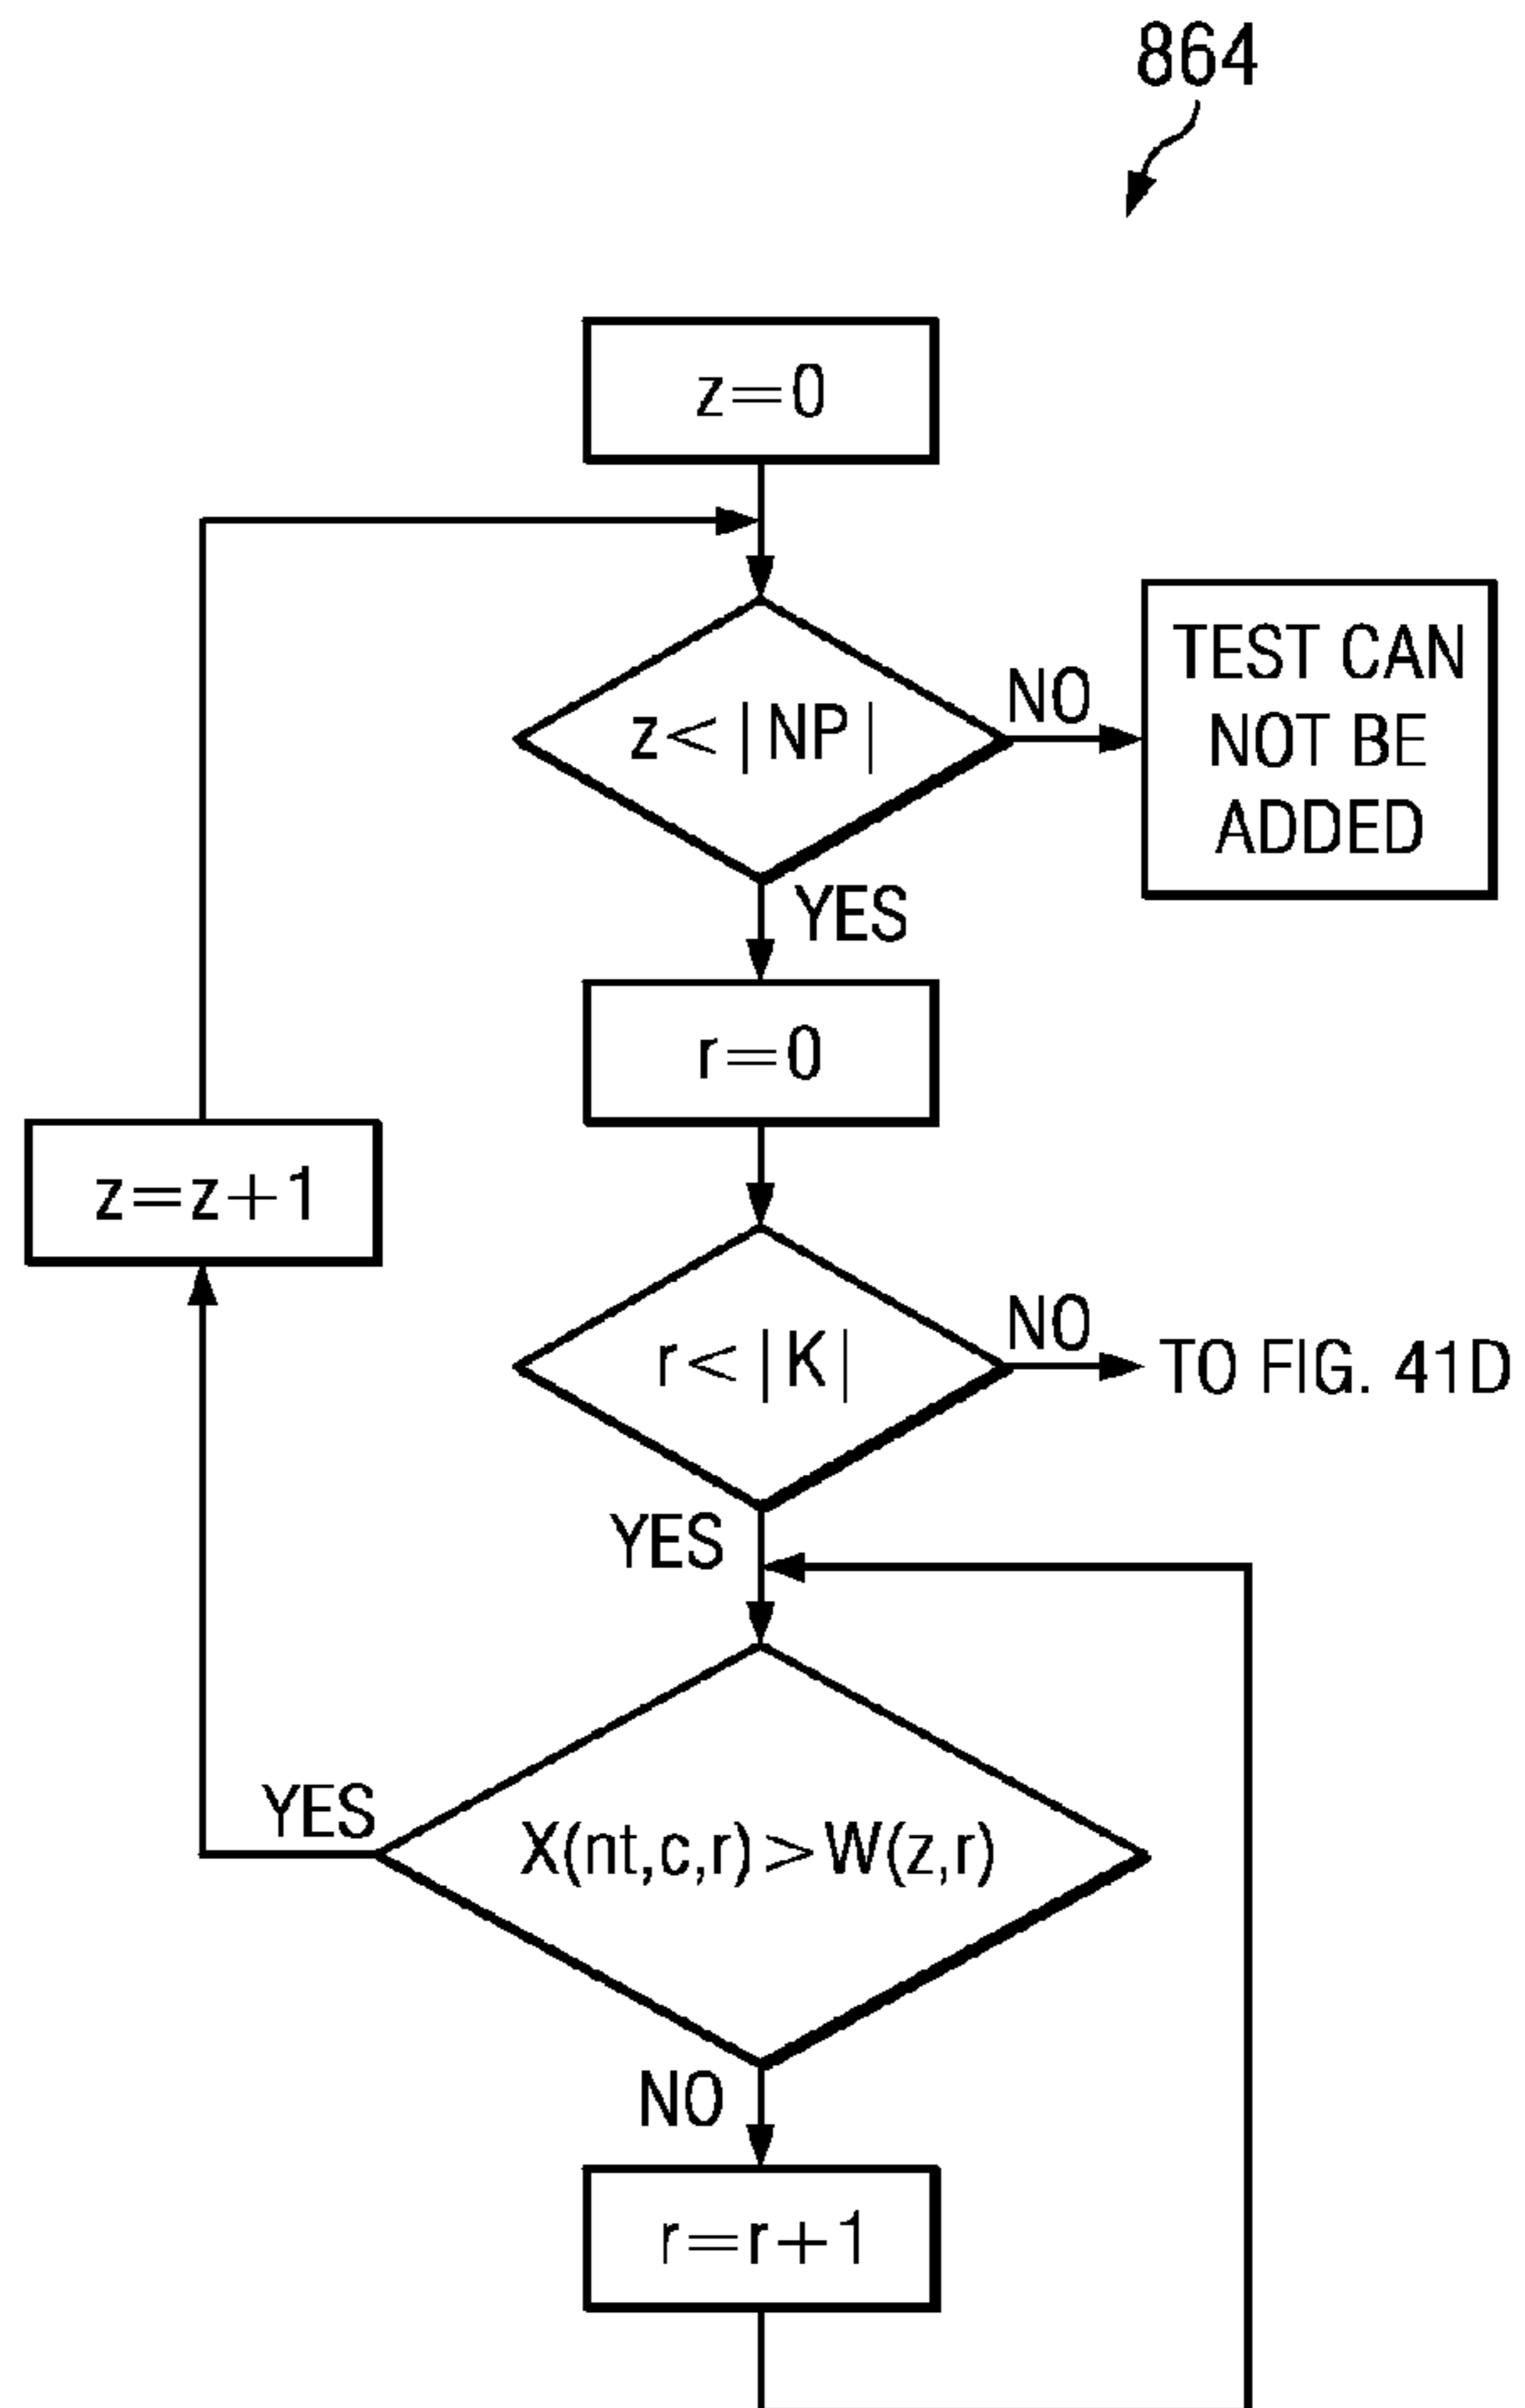 864
z=0
z<|NP|
NO
TEST CAN
NOT BE
ADDED
YES
r=0
z=z+1
r<|K|
NO
TO FIG. 41D
YES
X(nt,c,r)>W(z,r)
YES
NO
r=r+1